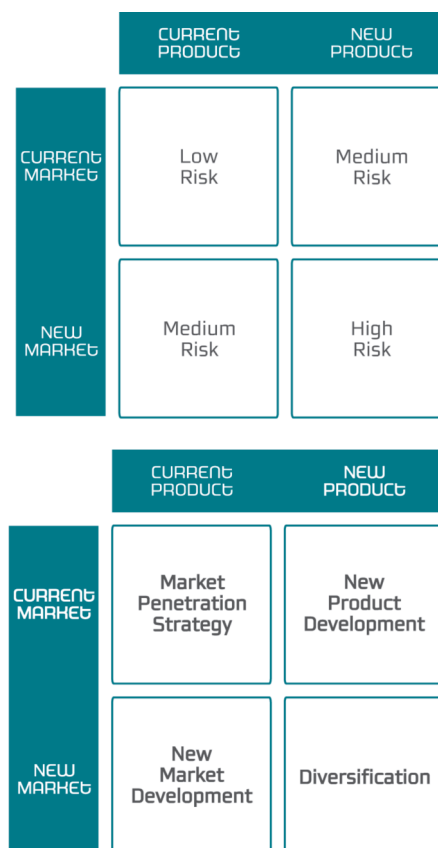 CURRENT
PRODUCT
NEW
PRODUCT
CURRENT
MARKET
Low
Risk
Medium
Risk
NEW
MARKET
Medium
Risk
High
Risk
CURRENT
PRODUCT
NEW
PRODUCT
CURRENT
MARKET
Market
Penetration
Strategy
New
Product
Development
NEW
MARKET
New
Market
Development
Diversification